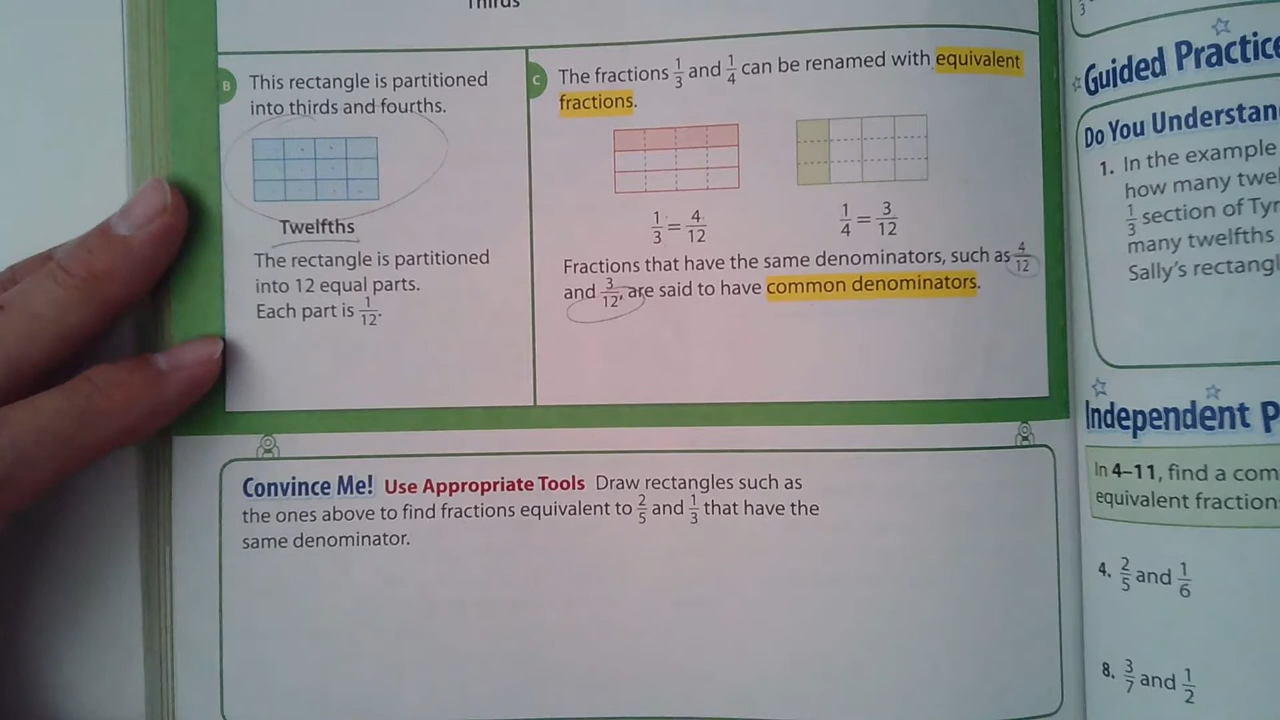 Thirds
B This rectangle is partitioned
into thirds and fourths.
Twelfths
The rectangle is partitioned
into 12 equal parts.
Each part is 1/12.
C The fractions 1/3 and 1/4 can be renamed with equivalent
fractions.
1/3 = 4/12
1/4 = 3/12
Fractions that have the same denominators, such as 4/12
and 3/12, are said to have common denominators.
Convince Me! Use Appropriate Tools Draw rectangles such as
the ones above to find fractions equivalent to 2/5 and 1/3 that have the
same denominator.
Guided Practice
Do You Understan
1. In the example
how many twel
1/3 section of Tyr
many twelfths
Sally's rectangl
Independent P
In 4–11, find a com
equivalent fraction
4. 2/5 and 1/6
8. 3/7 and 1/2